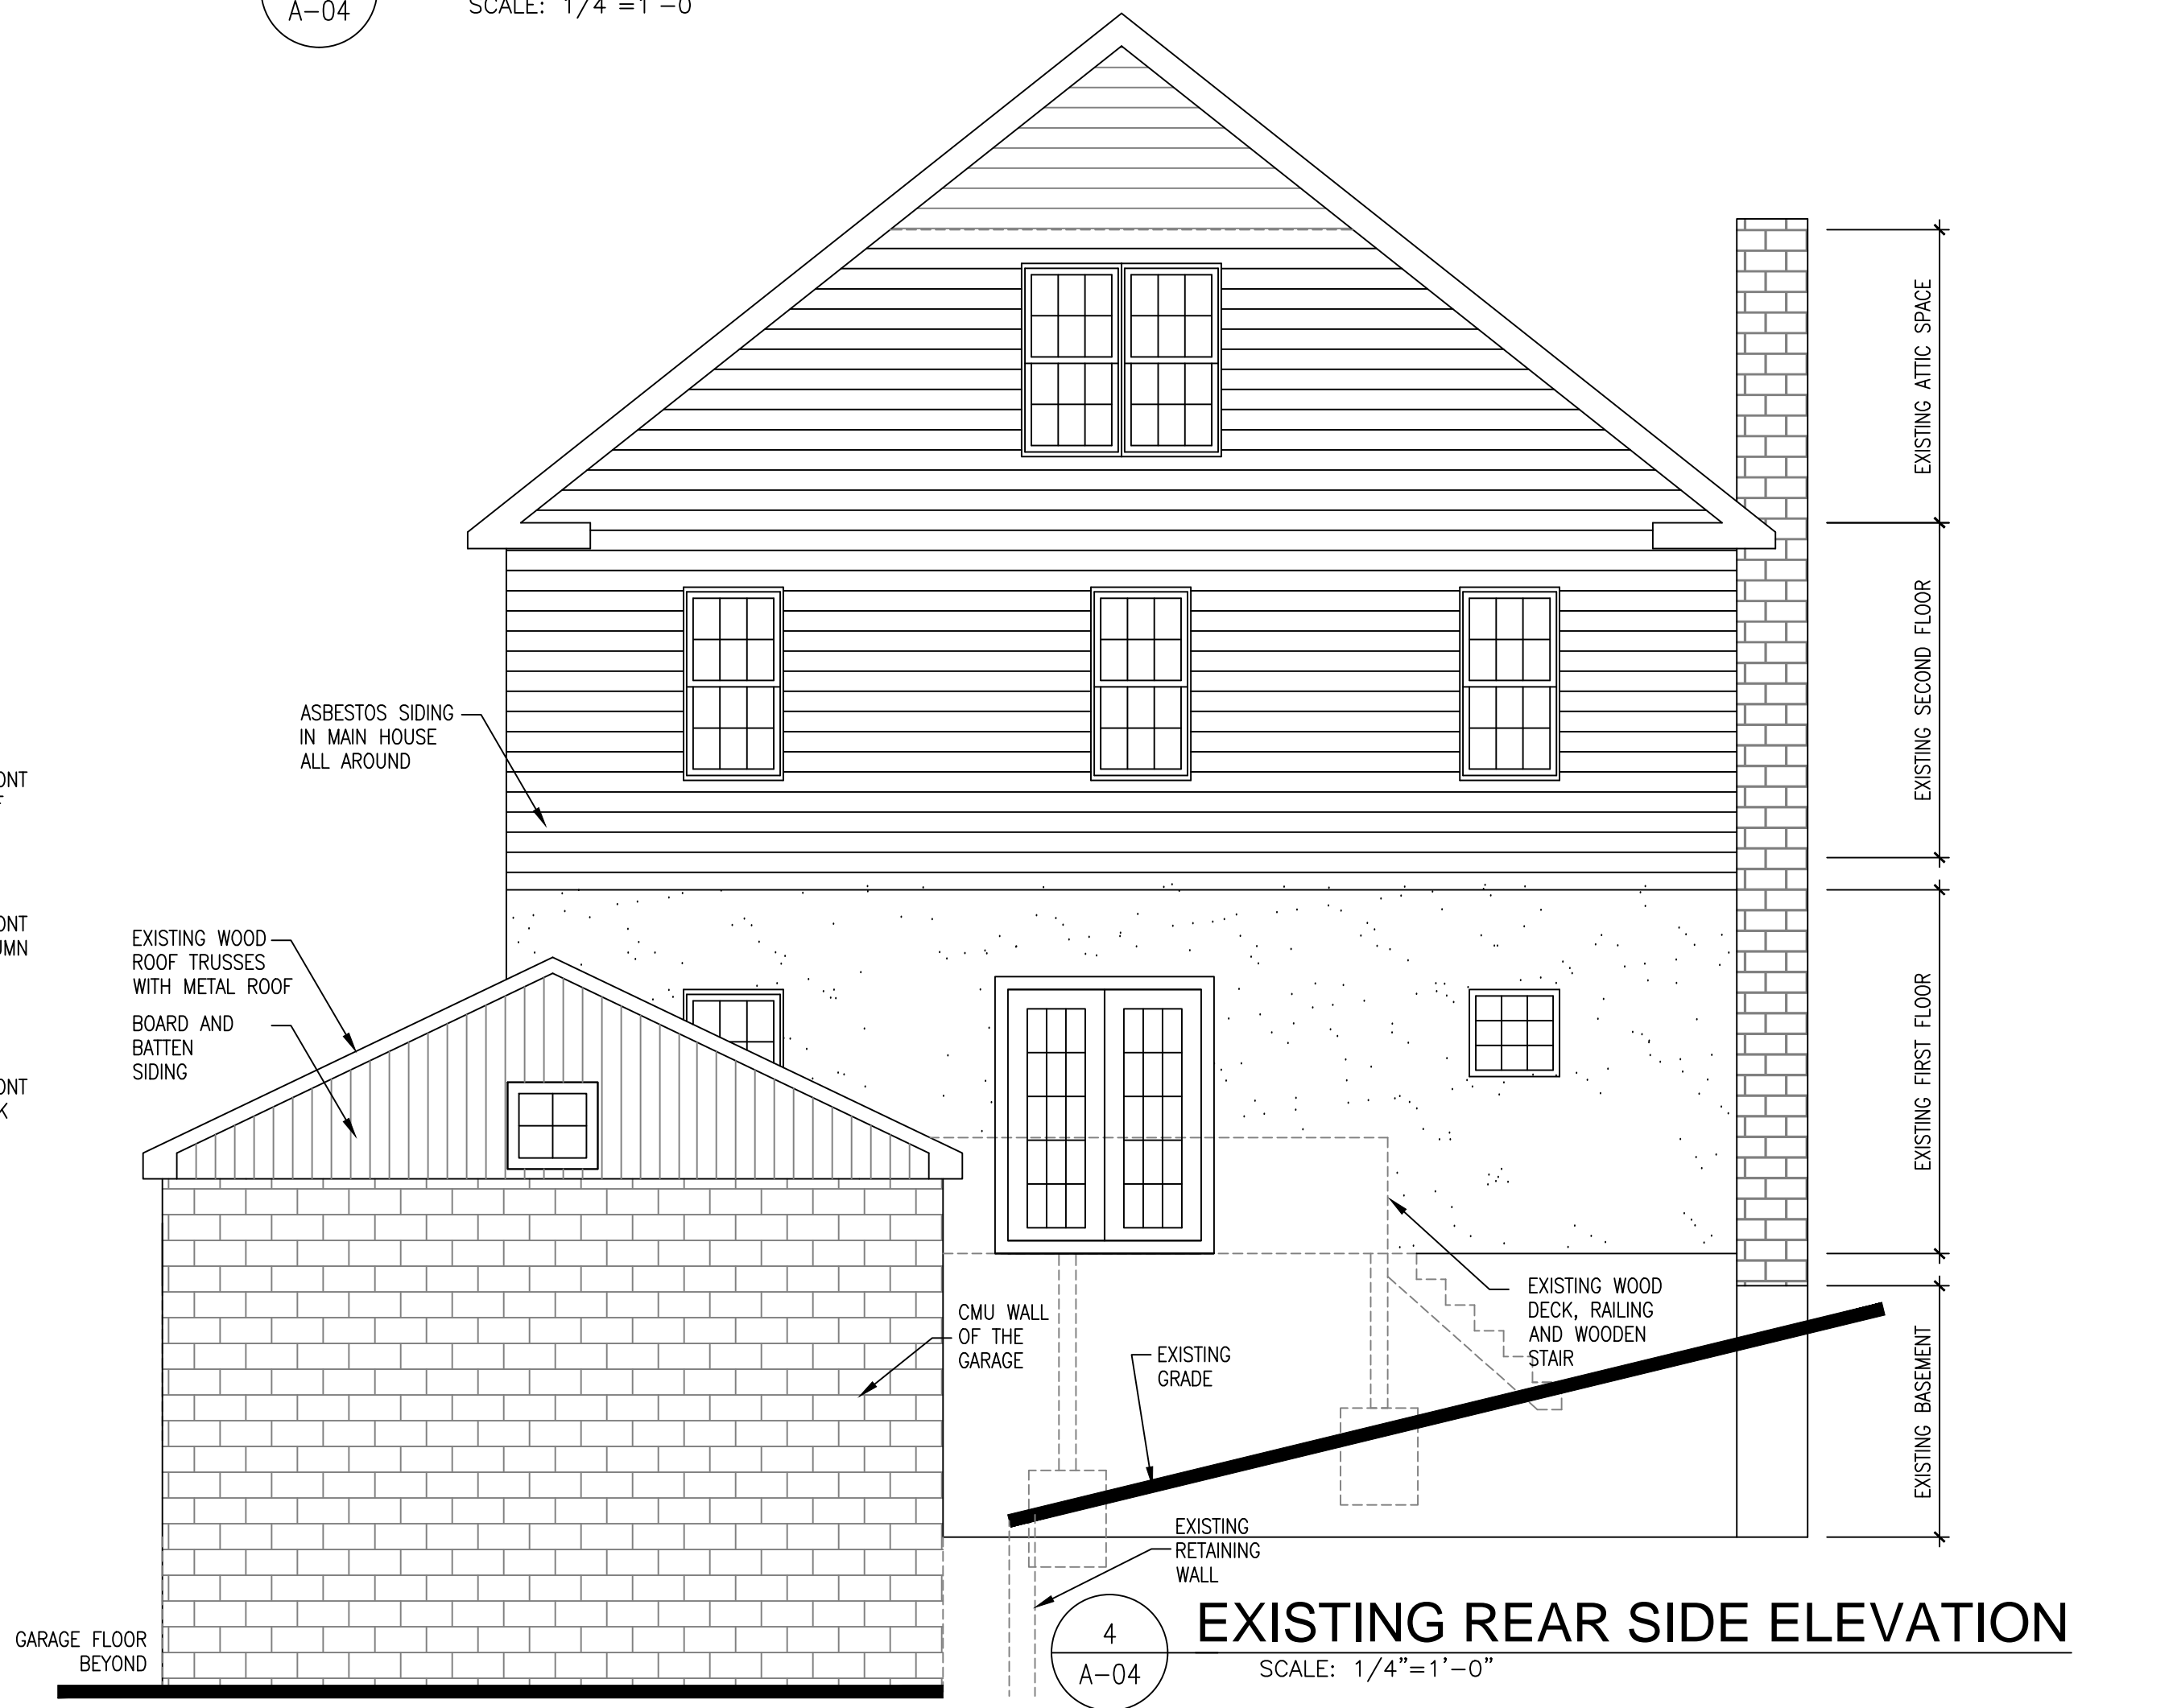 A-04
SCALE: 1/4"=1'-0"
EXISTING ATTIC SPACE
EXISTING SECOND FLOOR
ASBESTOS SIDING
IN MAIN HOUSE
ALL AROUND
EXISTING WOOD
ROOF TRUSSES
WITH METAL ROOF
BOARD AND
BATTEN
SIDING
EXISTING FIRST FLOOR
EXISTING WOOD
DECK, RAILING
AND WOODEN
STAIR
CMU WALL
OF THE
GARAGE
EXISTING
GRADE
EXISTING BASEMENT
EXISTING
RETAINING
WALL
GARAGE FLOOR
BEYOND
4
A-04
EXISTING REAR SIDE ELEVATION
SCALE: 1/4"=1'-0"